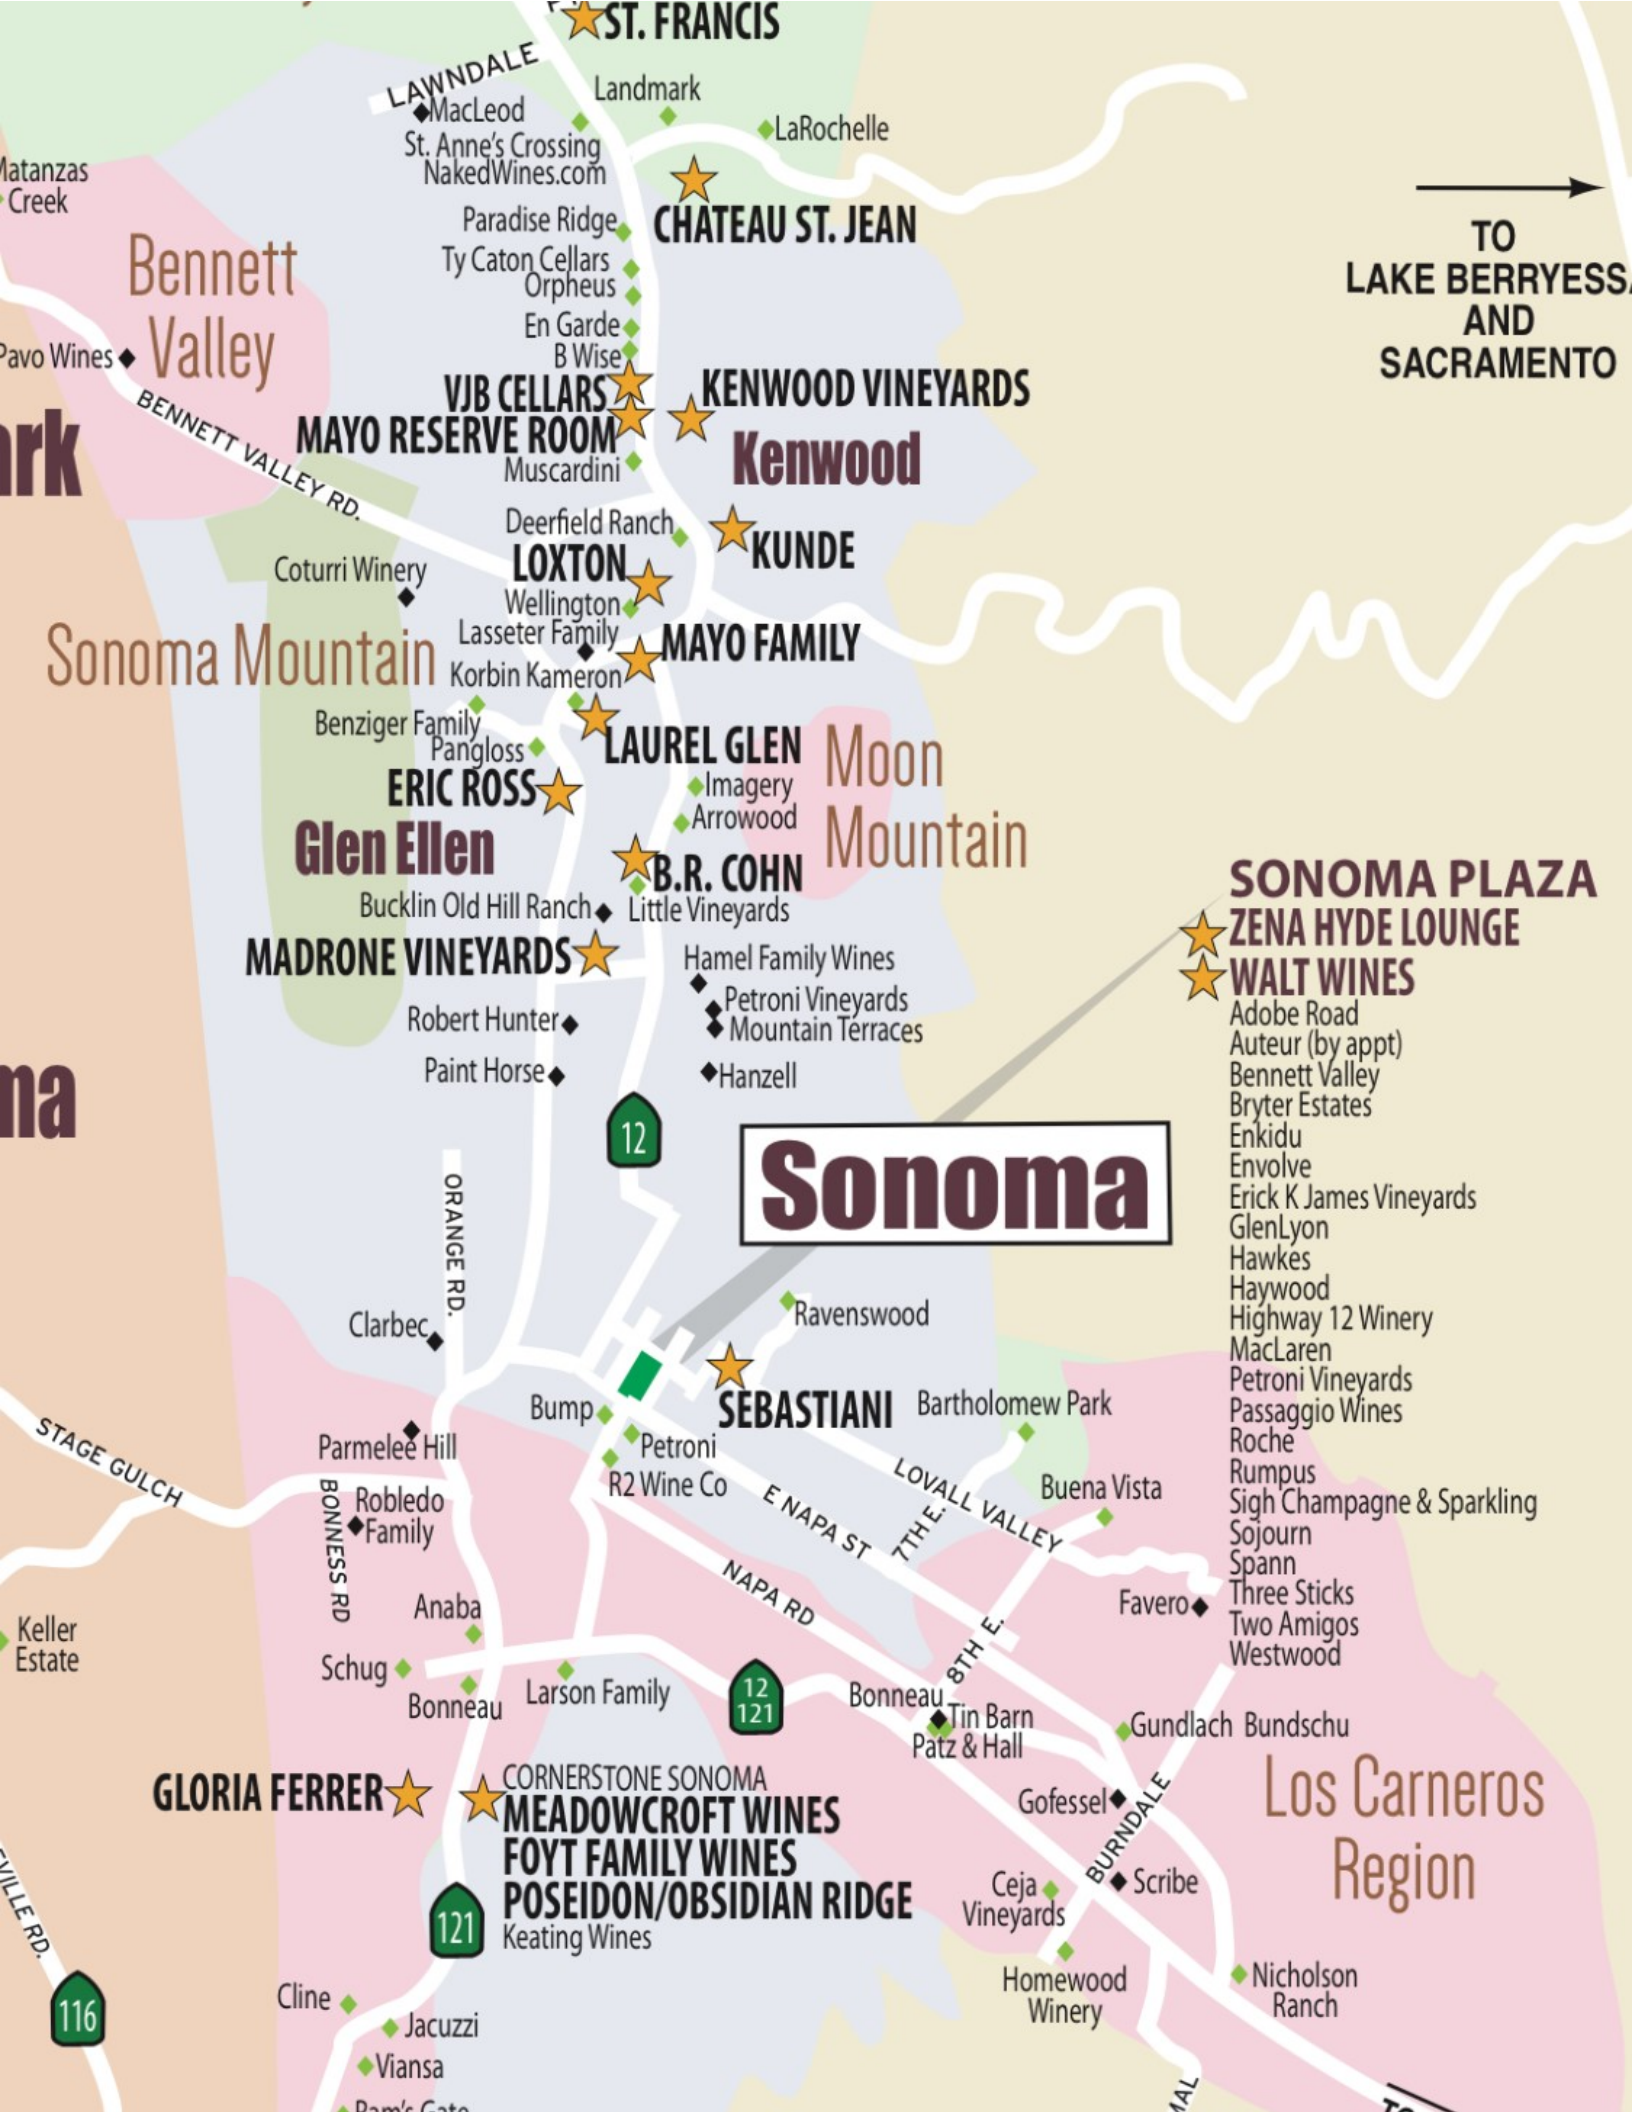 ST. FRANCIS
LAWNDALE
Landmark
MacLeod
LaRochelle
St. Anne's Crossing
NakedWines.com
Creek
Paradise Ridge
CHATEAU ST. JEAN
TO
LAKE BERRYESSA
AND
SACRAMENTO
Bennett
Valley
Ty Caton Cellars
Orpheus
En Garde
B Wise
Pavo Wines
VJB CELLARS
KENWOOD VINEYARDS
BENNETT VALLEY RD.
MAYO RESERVE ROOM
Kenwood
Muscardini
Deerfield Ranch
KUNDE
LOXTON
Coturri Winery
Wellington
Lasseter Family
MAYO FAMILY
Sonoma Mountain
Korbin Kameron
Benziger Family
Pangloss
LAUREL GLEN
Moon
Mountain
ERIC ROSS
Imagery
Arrowood
Glen Ellen
B.R. COHN
Bucklin Old Hill Ranch
Little Vineyards
MADRONE VINEYARDS
Hamel Family Wines
Petroni Vineyards
Mountain Terraces
Robert Hunter
Paint Horse
Hanzell
12
SONOMA PLAZA
ZENA HYDE LOUNGE
WALT WINES
Adobe Road
Auteur (by appt)
Bennett Valley
Bryter Estates
Enkidu
Envolve
Erick K James Vineyards
GlenLyon
Hawkes
Haywood
Highway 12 Winery
MacLaren
Petroni Vineyards
Passaggio Wines
Roche
Rumpus
Sigh Champagne & Sparkling
Sojourn
Spann
Three Sticks
Two Amigos
Westwood
Sonoma
ORANGE RD.
Clarbec
Ravenswood
SEBASTIANI
Bartholomew Park
Bump
Petroni
R2 Wine Co
Parmelee Hill
STAGE GULCH
BONNESS RD
Robledo
Family
E NAPA ST
LOVALL VALLEY
7TH E.
Buena Vista
NAPA RD
Favero
8TH E.
Anaba
Keller
Estate
Schug
Bonneau
Larson Family
12
121
Bonneau
Tin Barn
Patz & Hall
Gundlach Bundschu
GLORIA FERRER
CORNERSTONE SONOMA
MEADOWCROFT WINES
FOYT FAMILY WINES
POSEIDON/OBSIDIAN RIDGE
Keating Wines
Gofessel
BURNDALE
Los Carneros
Region
Ceja
Vineyards
Scribe
121
Homewood
Winery
Nicholson
Ranch
Cline
Jacuzzi
Viansa
RD.
116